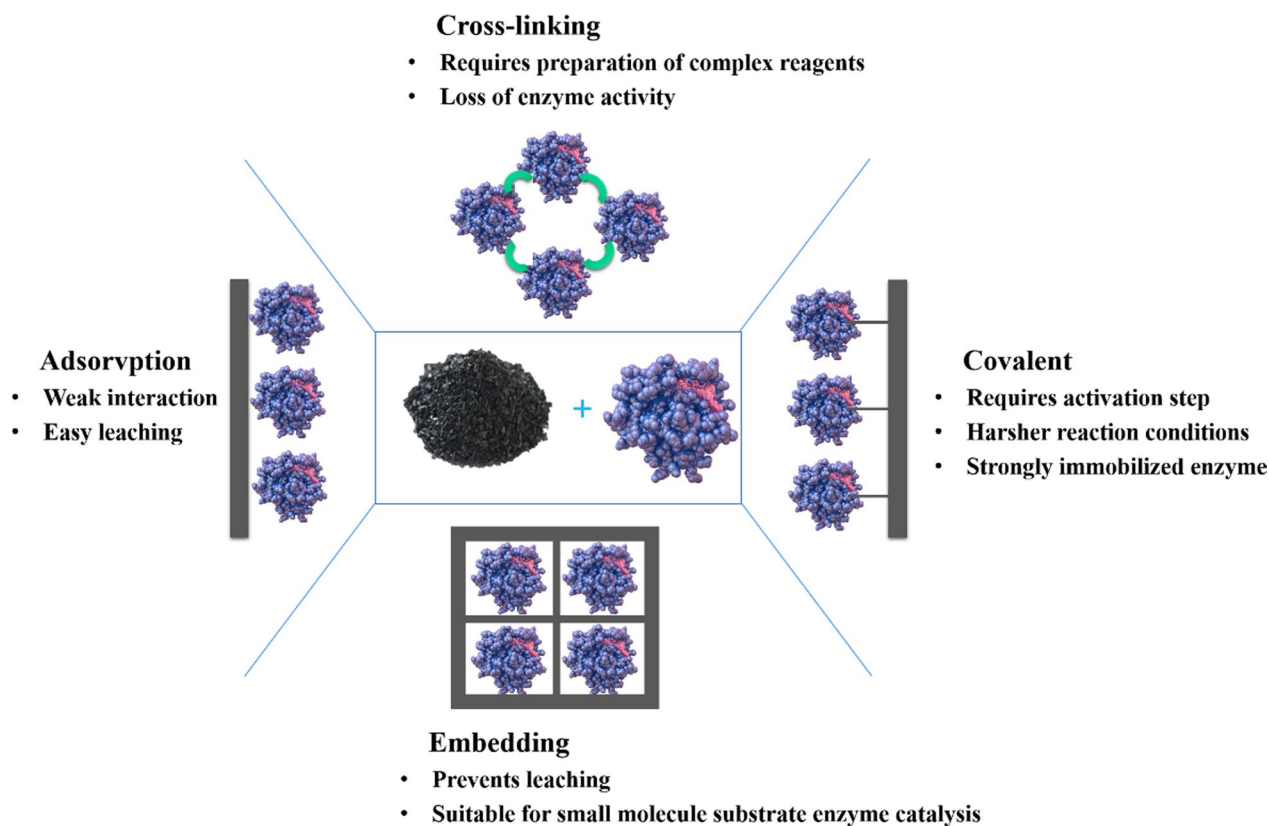 Cross-linking
• Requires preparation of complex reagents
• Loss of enzyme activity
Adsorvption
• Weak interaction
• Easy leaching
+
Covalent
• Requires activation step
• Harsher reaction conditions
• Strongly immobilized enzyme
Embedding
• Prevents leaching
• Suitable for small molecule substrate enzyme catalysis